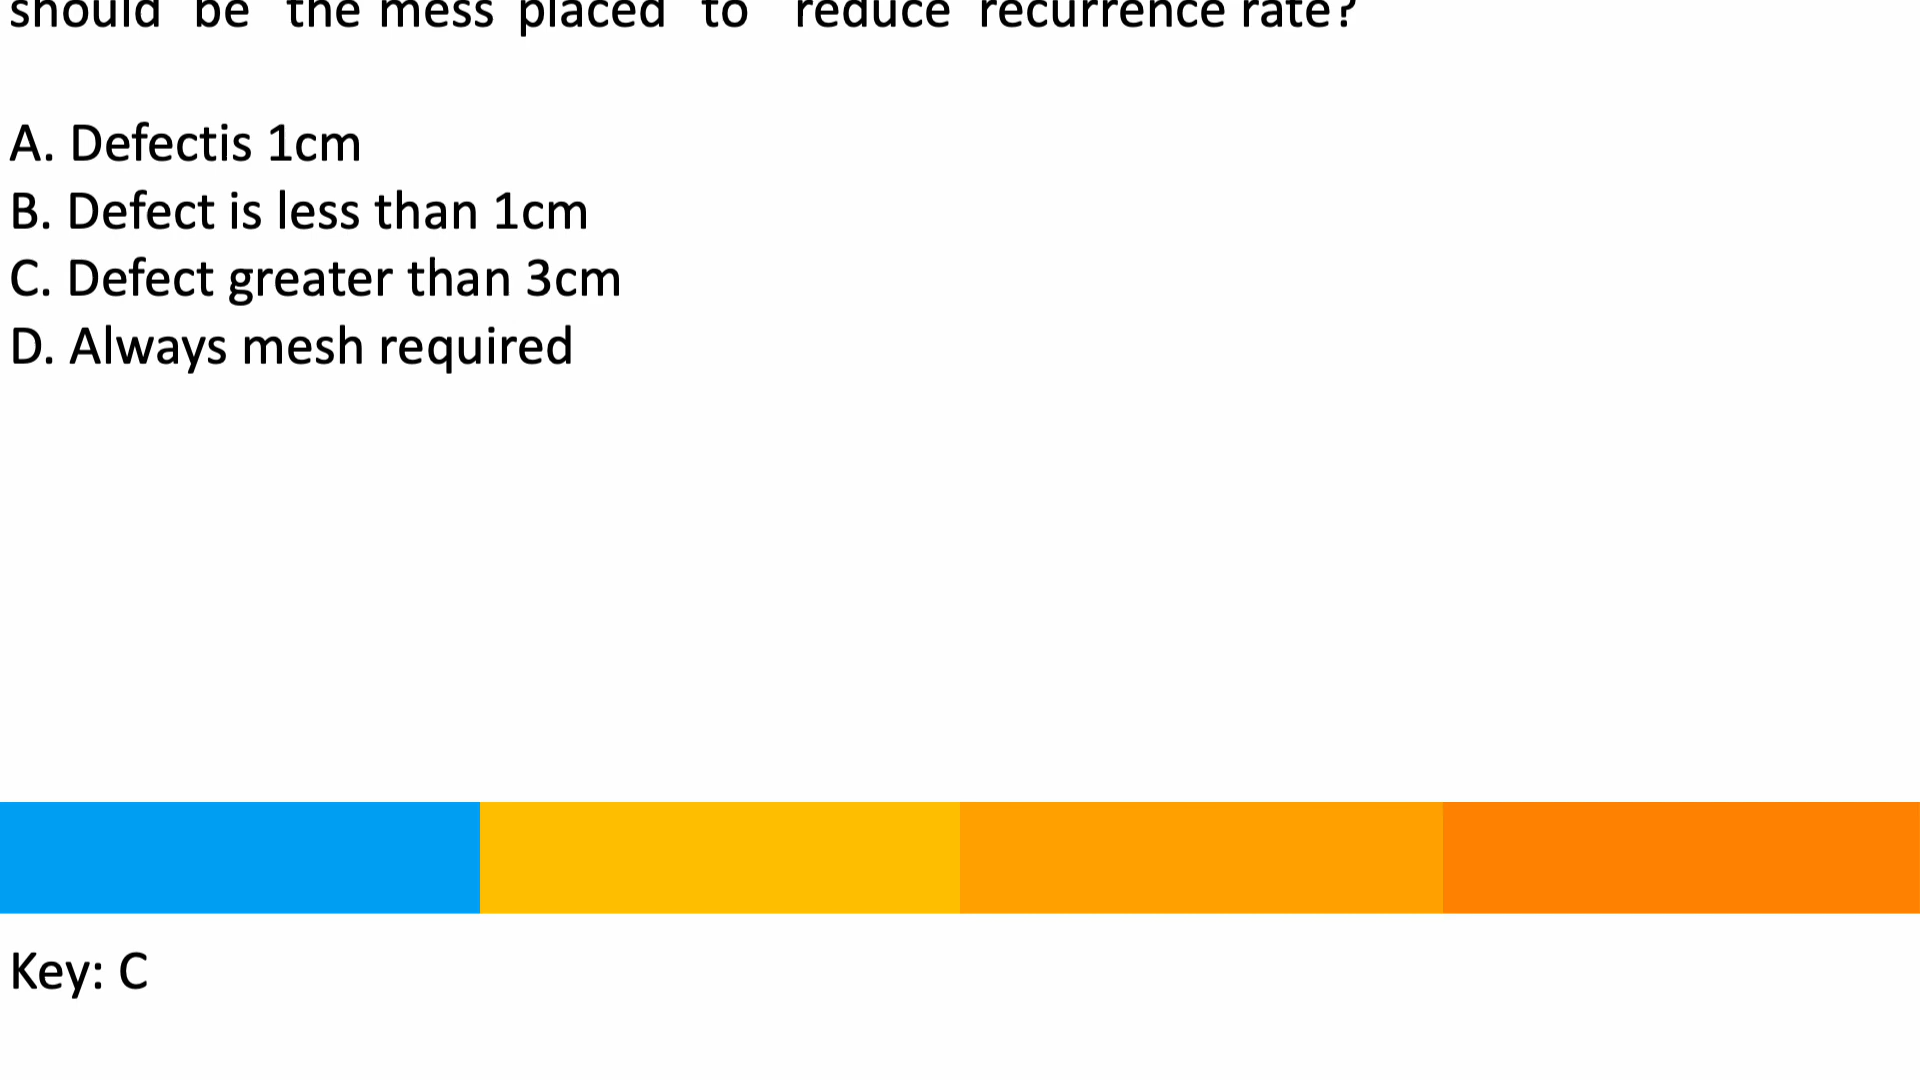 should be the mess placed to reduce recurrence rate?
A. Defectis 1cm
B. Defect is less than 1cm
C. Defect greater than 3cm
D. Always mesh required
Key: C